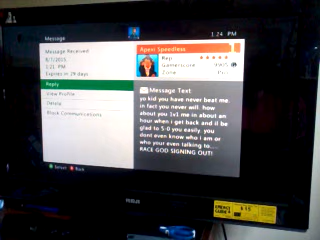 Message
1:24 PM
Message Received
8/7/2015
1:21 PM
Expires in 29 days
Reply
View Profile
Delete
Block Communications
Apexi Speedless
Rep
Gamerscore
Zone
Message Text
yo kid you have never beat me.
in fact you never will. how
about you 1v1 me in about an
hour when i get back and il be
glad to 5-0 you easily. you
dont even know who i am or
who your even talking to....
RACE GOD SIGNING OUT!
Select
Back
RCA